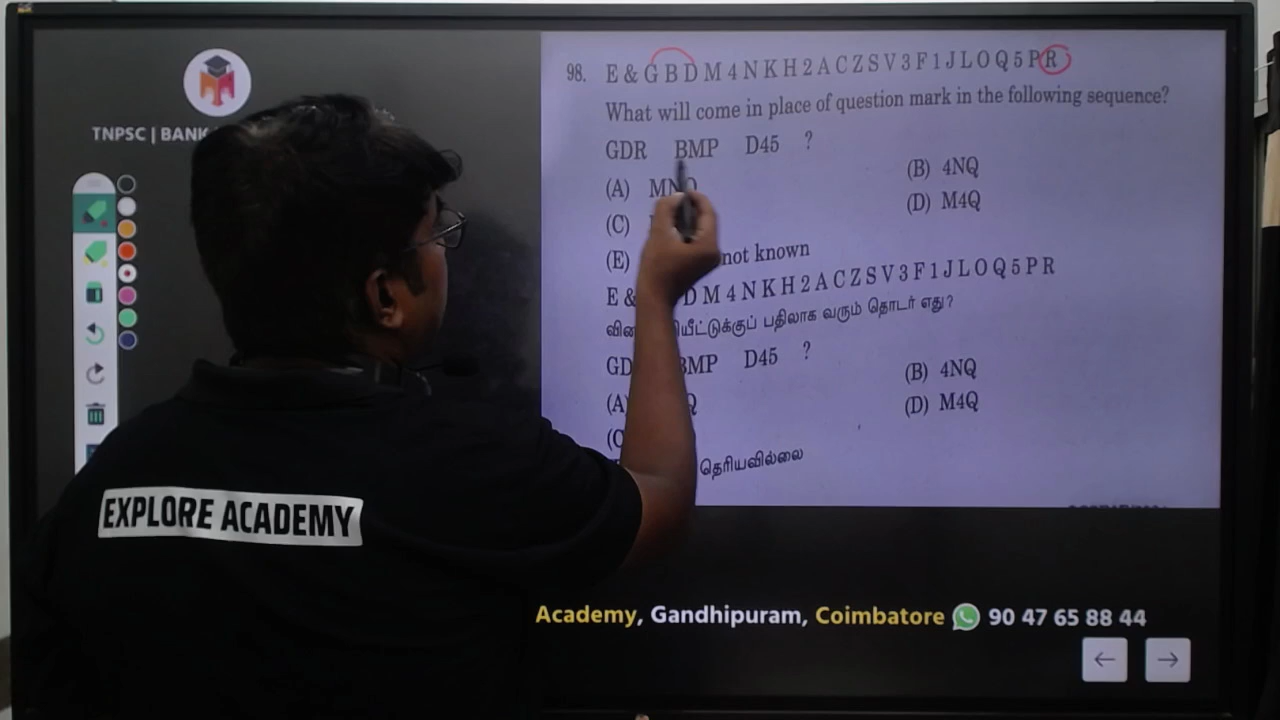 TNPSC | BANK
98. E & G B D M 4 N K H 2 A C Z S V 3 F 1 J L O Q 5 P R
What will come in place of question mark in the following sequence?
GDR BMP D45 ?
(A) MNQ (B) 4NQ
(C) (D) M4Q
(E) not known
E & D M 4 N K H 2 A C Z S V 3 F 1 J L O Q 5 P R
பதிலாக வரும் தொடர் எது?
BMP D45 ?
(B) 4NQ
(D) M4Q
தெரியவில்லை
EXPLORE ACADEMY
Academy, Gandhipuram, Coimbatore 90 47 65 88 44